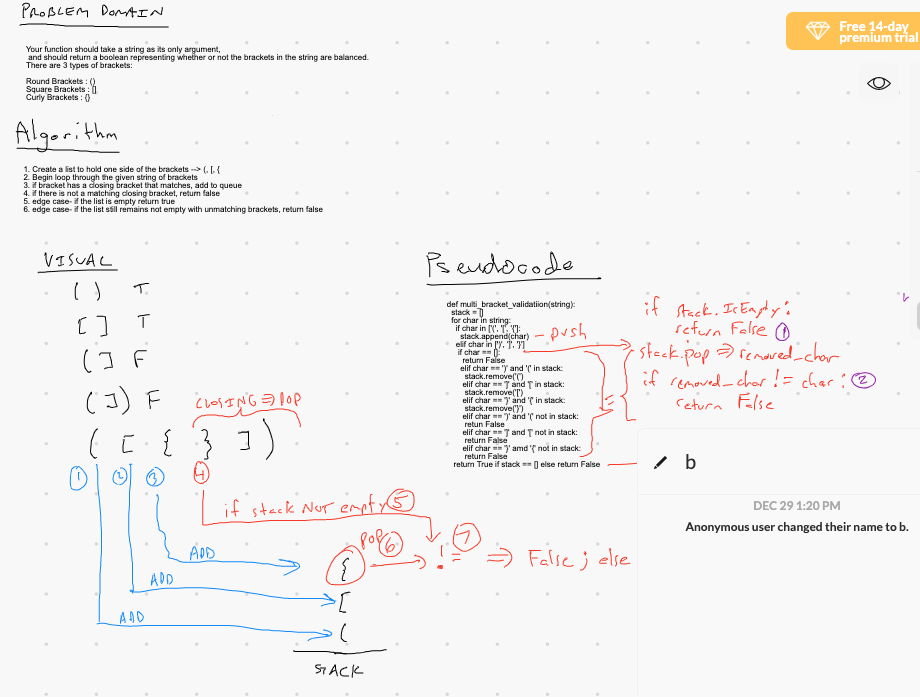 PROBLEM DOMAIN
Free 14-day
premium trial
Your function should take a string as its only argument,
and should return a boolean representing whether or not the brackets in the string are balanced.
There are 3 types of brackets:
Round Brackets : ()
Square Brackets : []
Curly Brackets : {}
Algorithm
1. Create a list to hold one side of the brackets --> (, [, {
2. Begin loop through the given string of brackets
3. if bracket has a closing bracket that matches, add to queue
4. if there is not a matching closing bracket, return false
5. edge case- if the list is empty return true
6. edge case- if the list still remains not empty with unmatching brackets, return false
VISUAL
( ) T
[ ] T
( ] F
( ] ) F
CLOSING => POP
( [ { } ] )
1 2 3 4
if stack NOT empty 5
POP 6 7
ADD
{ != => False ; else
ADD
[
ADD
(
STACK
Pseudocode
def multi_bracket_validatiion(string):
stack = []
for char in string:
if char in ['(', '[', '{']:
stack.append(char) - push
elif char in [')', ']', '}']
if char == []:
return False
elif char == ')' and '(' in stack:
stack.remove('(')
elif char == ']' and '[' in stack:
stack.remove('[')
elif char == '}' and '{' in stack:
stack.remove('}')
elif char == ')' and '(' not in stack:
retun False
elif char == ']' and '[' not in stack:
return False
elif char == '}' amd '{' not in stack:
return False
return True if stack == [] else return False
if stack.IsEmpty:
return False 1
stack.pop => removed_char
if removed_char != char: 2
return False
b
DEC 29 1:20 PM
Anonymous user changed their name to b.